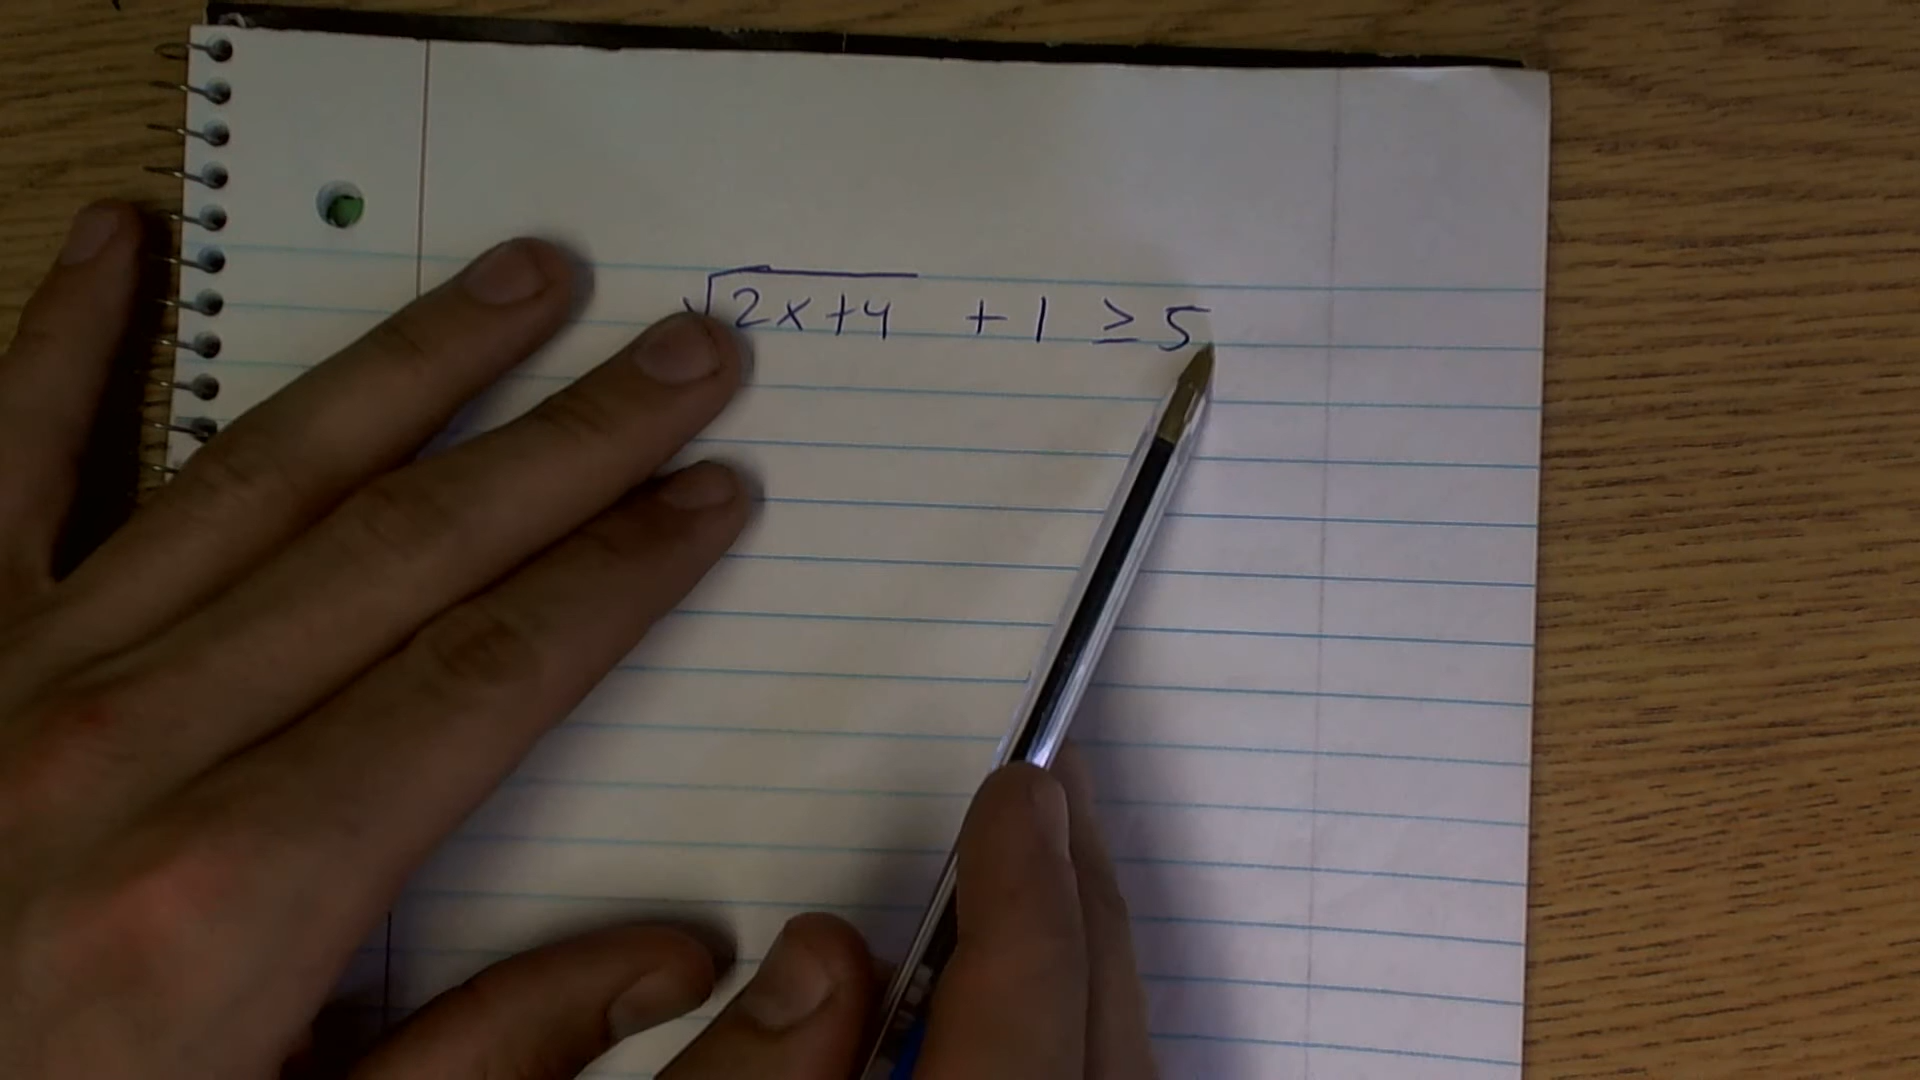 √2x+4 + 1 ≥ 5